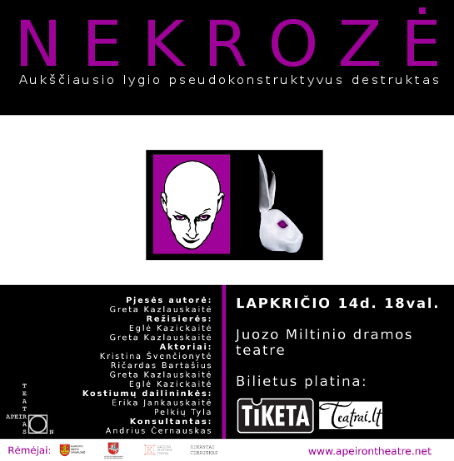 NEKROZĖ
Aukščiausio lygio pseudokonstruktyvus destruktas
Pjesės autorė:
Greta Kazlauskaitė
Režisierės:
Eglė Kazickaitė
Greta Kazlauskaitė
Aktoriai:
Kristina Švenčionytė
Ričardas Bartašius
Greta Kazlauskaitė
Eglė Kazickaitė
Kostiumų dailininkės:
Erika Jankauskaitė
Pelkių Tyla
Konsultantas:
Andrius Černauskas
LAPKRIČIO 14d. 18val.
Juozo Miltinio dramos
teatre
Bilietus platina:
TIKETA
Teatrai.lt
TEATRAS
APEIRON
Rėmėjai:
www.apeirontheatre.net